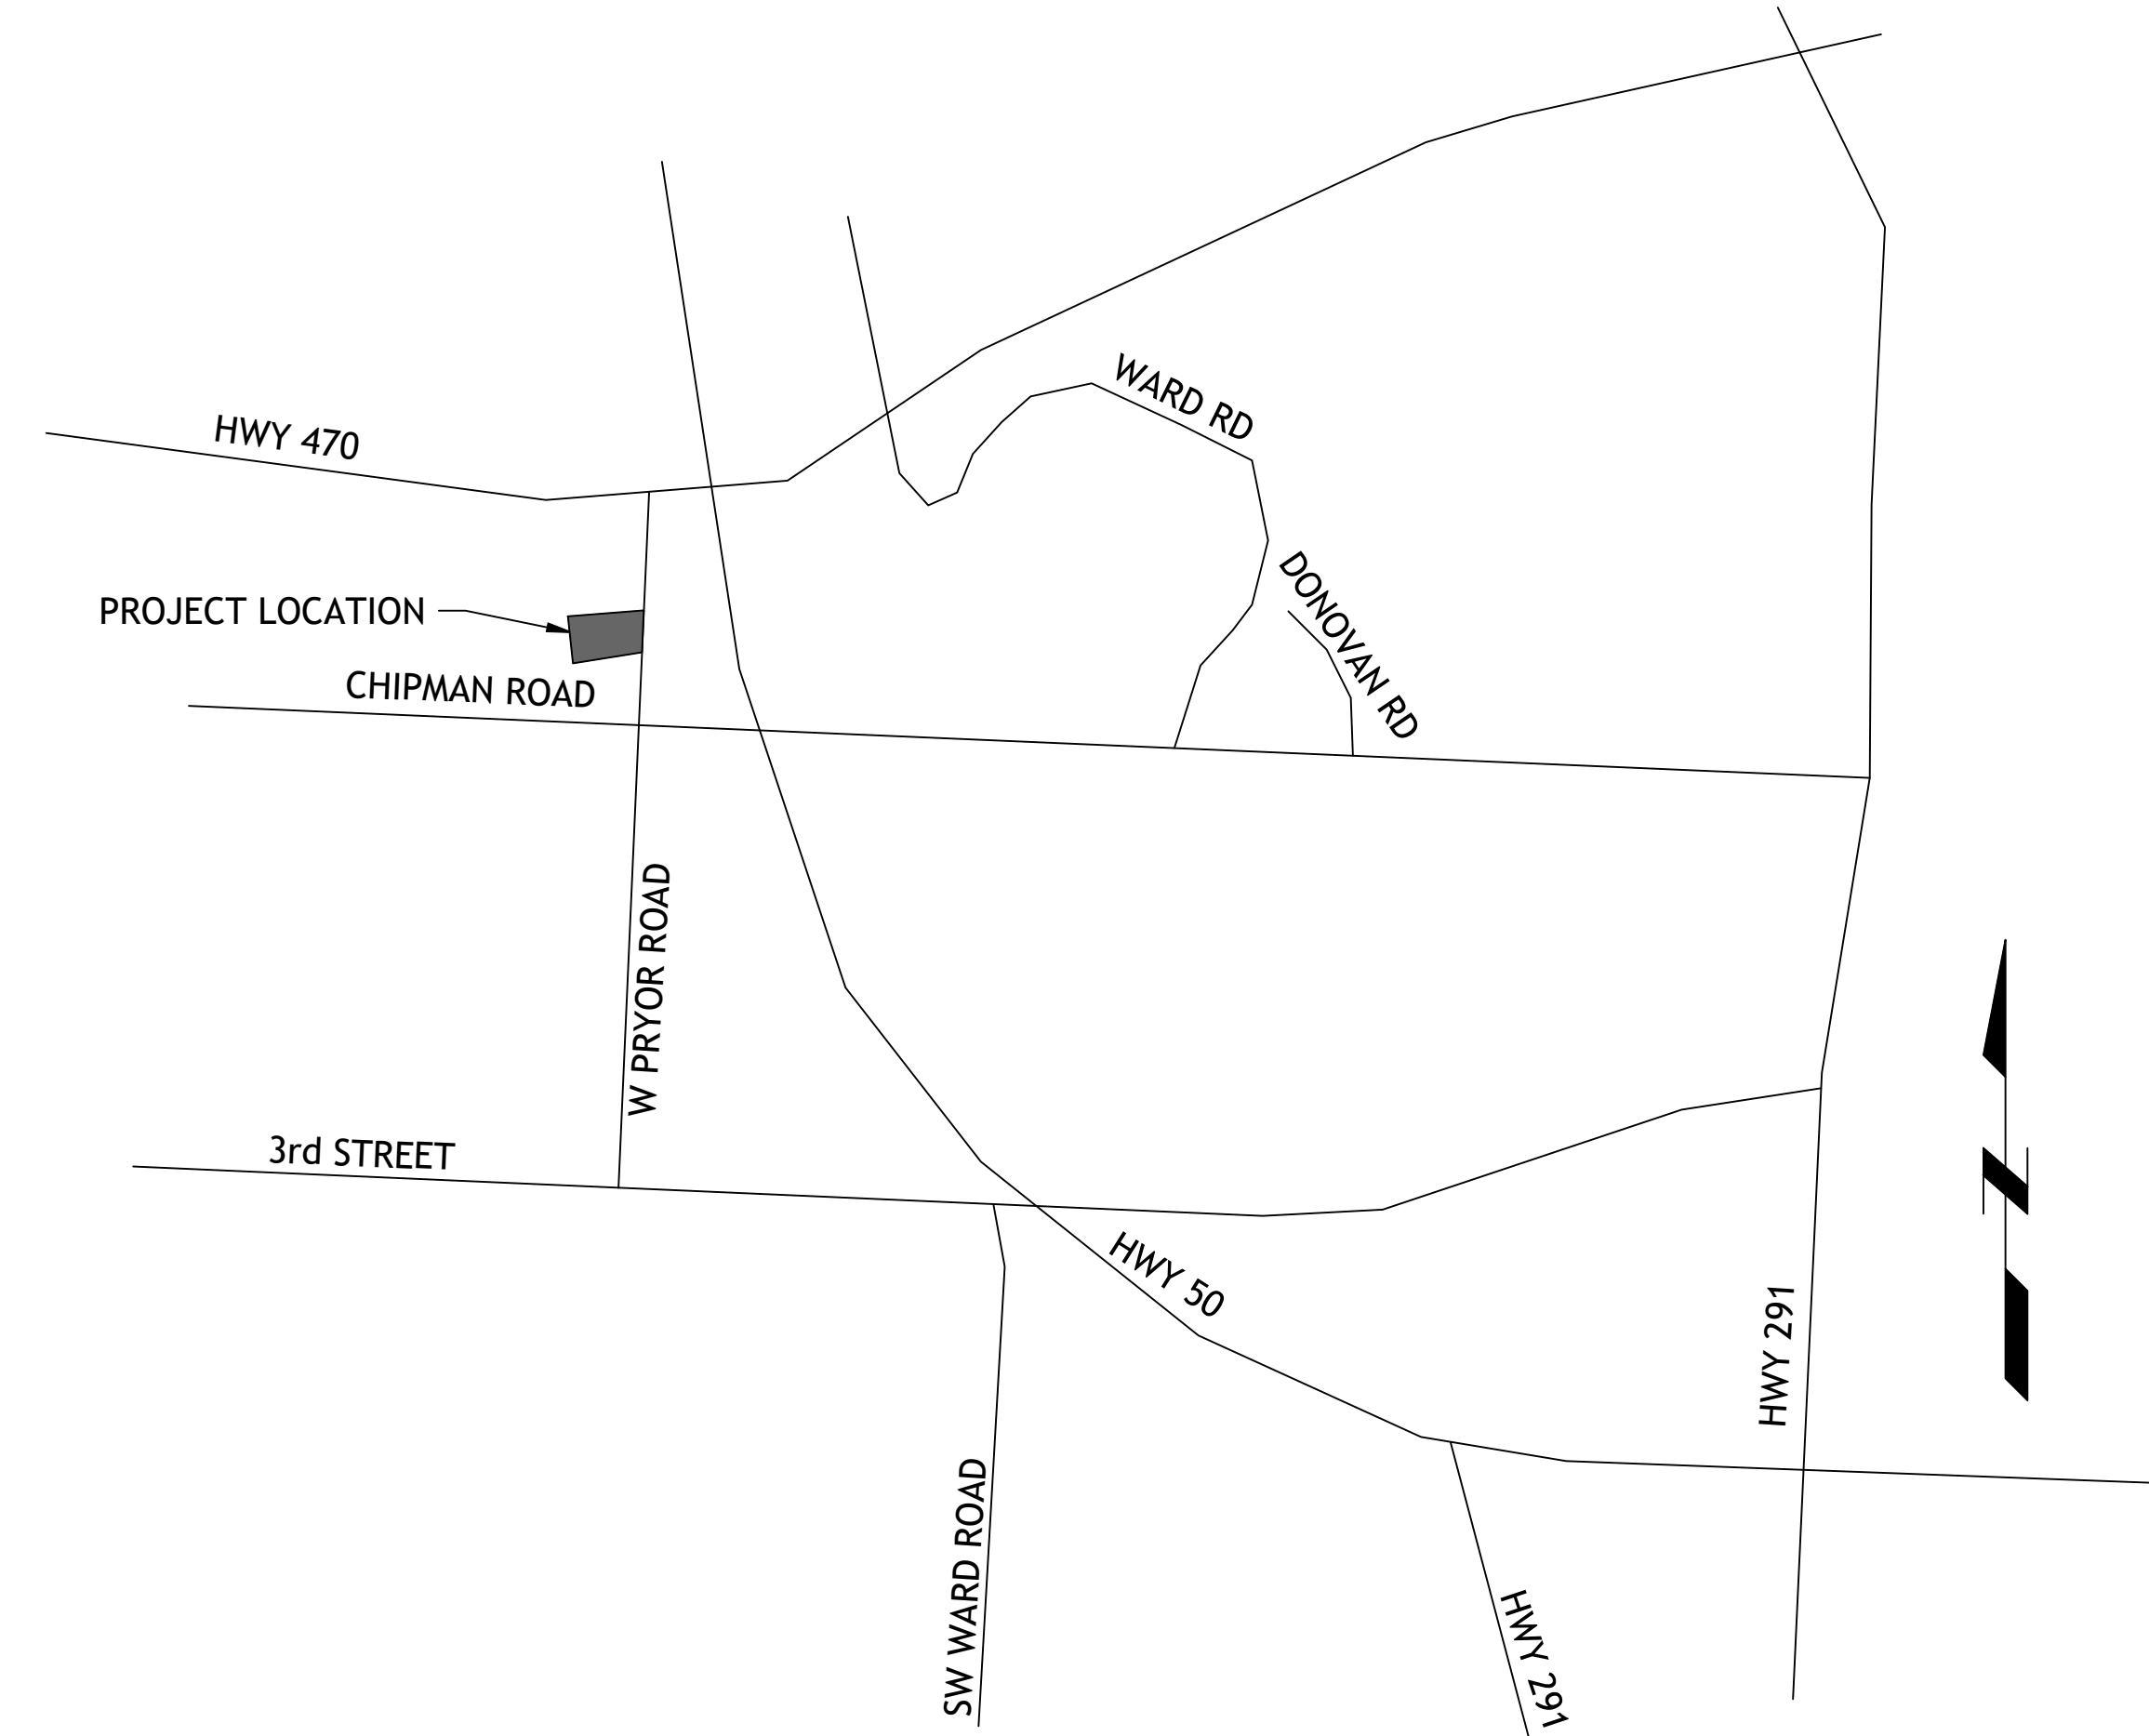 WARD RD
HWY 470
DONOVAN RD
PROJECT LOCATION
CHIPMAN ROAD
W PRYOR ROAD
3rd STREET
N
HWY 50
HWY 291
SW WARD ROAD
HWY 291